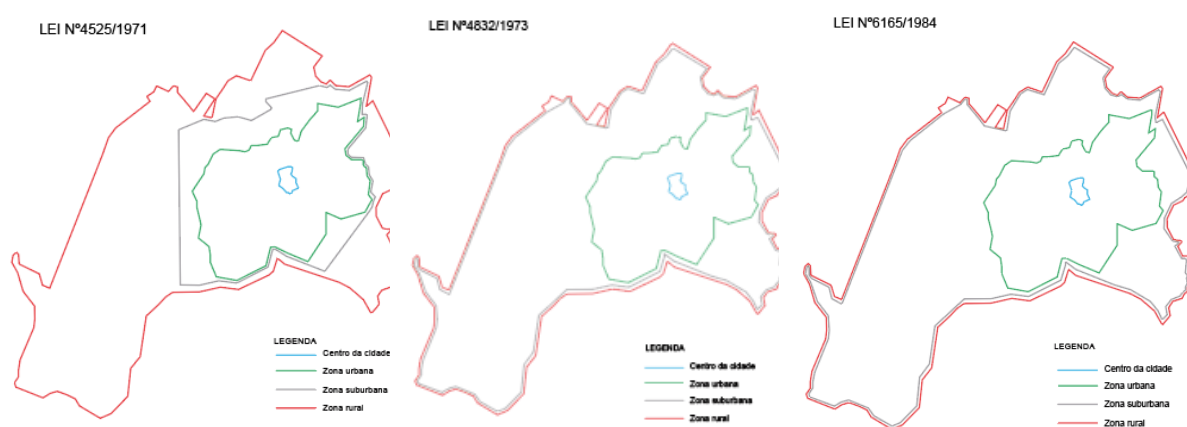 LEI Nº4525/1971
LEGENDA
Centro da cidade
Zona urbana
Zona suburbana
Zona rural
LEI Nº4832/1973
LEGENDA
Centro da cidade
Zona urbana
Zona suburbana
Zona rural
LEI Nº6165/1984
LEGENDA
Centro da cidade
Zona urbana
Zona suburbana
Zona rural